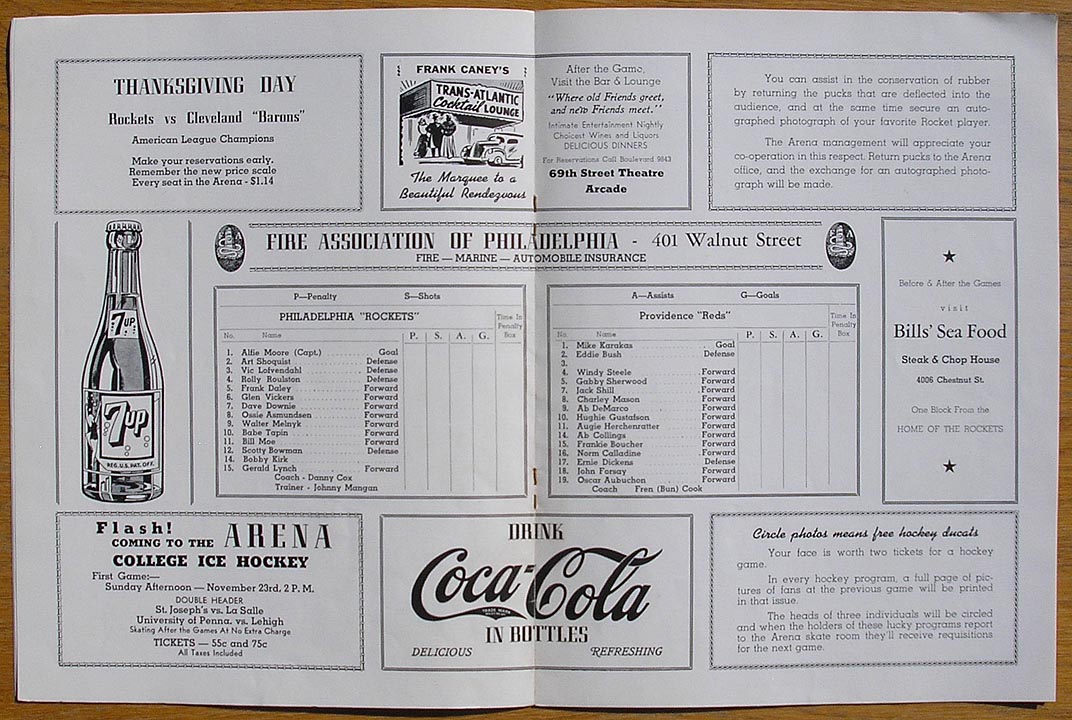 THANKSGIVING DAY
Rockets vs Cleveland "Barons"
American League Champions
Make your reservations early.
Remember the new price scale
Every seat in the Arena - $1.14
FRANK CANEY'S
TRANS-ATLANTIC
Cocktail LOUNGE
The Marquee to a
Beautiful Rendezvous
After the Game,
Visit the Bar & Lounge
"Where old Friends greet,
and new Friends meet."
Intimate Entertainment Nightly
Choicest Wines and Liquors
DELICIOUS DINNERS
For Reservations Call Boulevard 9843
69th Street Theatre
Arcade
You can assist in the conservation of rubber
by returning the pucks that are deflected into the
audience, and at the same time secure an auto-
graphed photograph of your favorite Rocket player.
The Arena management will appreciate your
co-operation in this respect. Return pucks to the Arena
office, and the exchange for an autographed photo-
graph will be made.
7up
7up
REG. U.S. PAT. OFF.
FIRE ASSOCIATION OF PHILADELPHIA - 401 Walnut Street
FIRE — MARINE — AUTOMOBILE INSURANCE
P—Penalty S—Shots
PHILADELPHIA "ROCKETS"
Time In
Penalty
Box
No. Name P. S. A. G.
1. Alfie Moore (Capt.) Goal
2. Art Shoquist Defense
3. Vic Lofvendahl Defense
4. Rolly Roulston Defense
5. Frank Daley Forward
6. Glen Vickers Forward
7. Dave Downie Forward
8. Ossie Asmundsen Forward
9. Walter Melnyk Forward
10. Babe Tapin Forward
11. Bill Moe Forward
12. Scotty Bowman Defense
14. Bobby Kirk
15. Gerald Lynch Forward
Coach - Danny Cox
Trainer - Johnny Mangan
A—Assists G—Goals
Providence "Reds"
Time In
Penalty
Box
No. Name P. S. A. G.
1. Mike Karakas Goal
2. Eddie Bush Defense
3.
4. Windy Steele Forward
5. Gabby Sherwood Forward
7. Jack Shill Forward
8. Charley Mason Forward
9. Ab DeMarco Forward
10. Hughie Gustafson Forward
11. Augie Herchenratter Forward
14. Ab Collings Forward
15. Frankie Boucher Forward
16. Norm Calladine Forward
17. Ernie Dickens Defense
18. John Forsay Forward
19. Oscar Aubuchon Forward
Coach Fren (Bun) Cook
Before & After the Games
visit
Bills' Sea Food
Steak & Chop House
4006 Chestnut St.
One Block From the
HOME OF THE ROCKETS
Flash!
COMING TO THE ARENA
COLLEGE ICE HOCKEY
First Game:—
Sunday Afternoon — November 23rd, 2 P. M.
DOUBLE HEADER
St. Joseph's vs. La Salle
University of Penna. vs. Lehigh
Skating After the Games At No Extra Charge
TICKETS — 55c and 75c
All Taxes Included
DRINK
Coca-Cola
IN BOTTLES
DELICIOUS REFRESHING
Circle photos means free hockey ducats
Your face is worth two tickets for a hockey
game.
In every hockey program, a full page of pic-
tures of fans at the previous game will be printed
in that issue.
The heads of three individuals will be circled
and when the holders of these lucky programs report
to the Arena skate room they'll receive requisitions
for the next game.